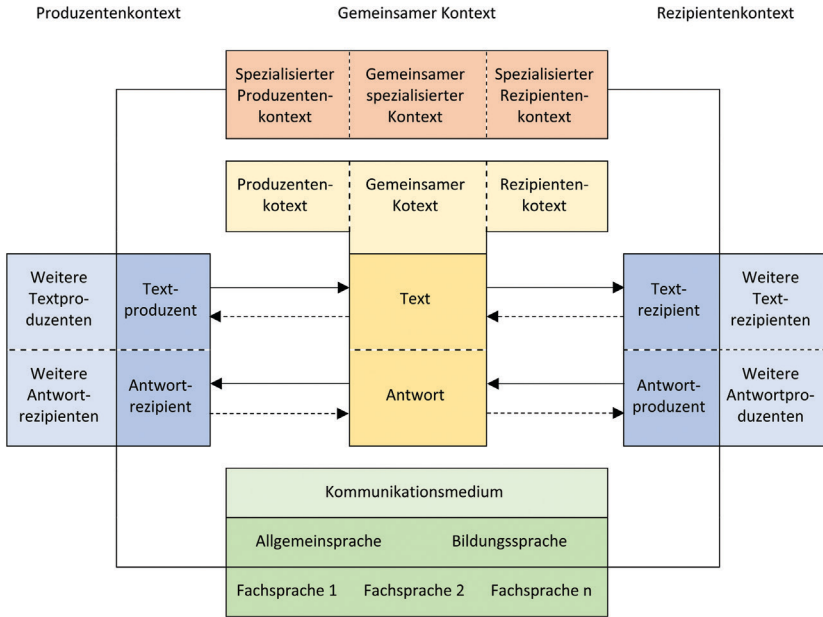 Produzentenkontext Gemeinsamer Kontext Rezipientenkontext
Spezialisierter Gemeinsamer Spezialisierter
Produzenten- spezialisierter Rezipienten-
kontext Kontext kontext
Produzenten- Gemeinsamer Rezipienten-
kotext Kotext kotext
Weitere
Textpro-
duzenten
Text-
produzent
Text
Text-
rezipient
Weitere
Text-
rezipienten
Weitere
Antwort-
rezipienten
Antwort-
rezipient
Antwort
Antwort-
produzent
Weitere
Antwortpro-
duzenten
Kommunikationsmedium
Allgemeinsprache Bildungssprache
Fachsprache 1 Fachsprache 2 Fachsprache n